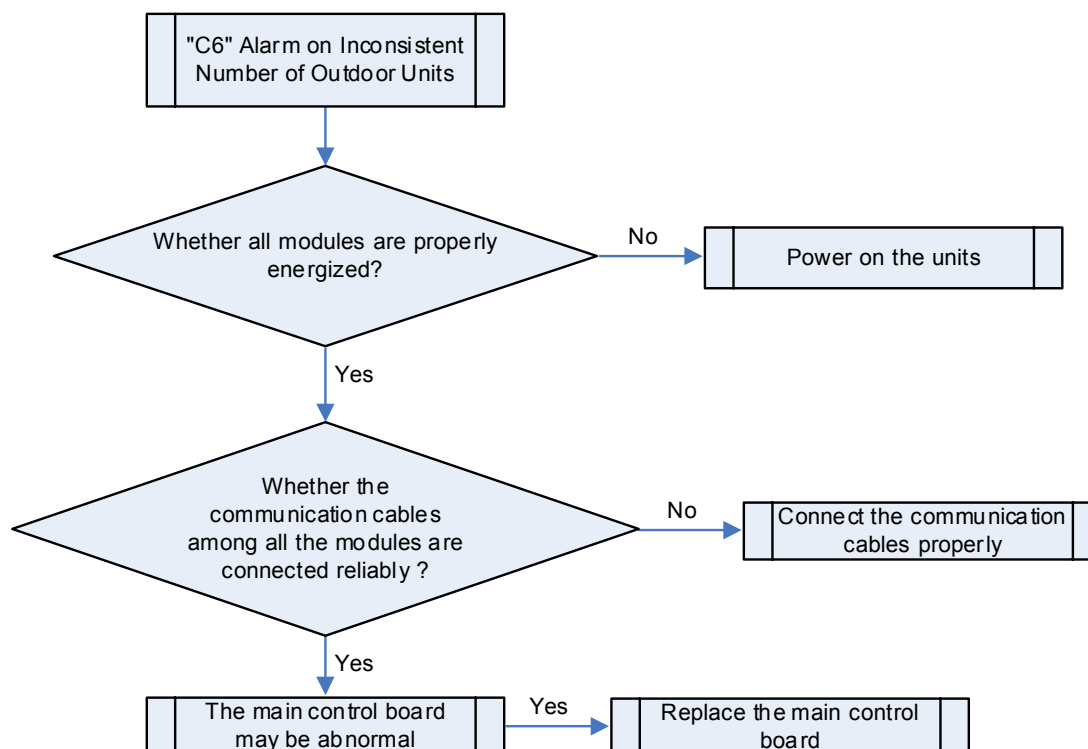 "C6" Alarm on Inconsistent
Number of Outdoor Units
Whether all modules are properly
energized?
No
Power on the units
Yes
Whether the
communication cables
among all the modules are
connected reliably ?
No
Connect the communication
cables properly
Yes
The main control board
may be abnormal
Yes
Replace the main control
board